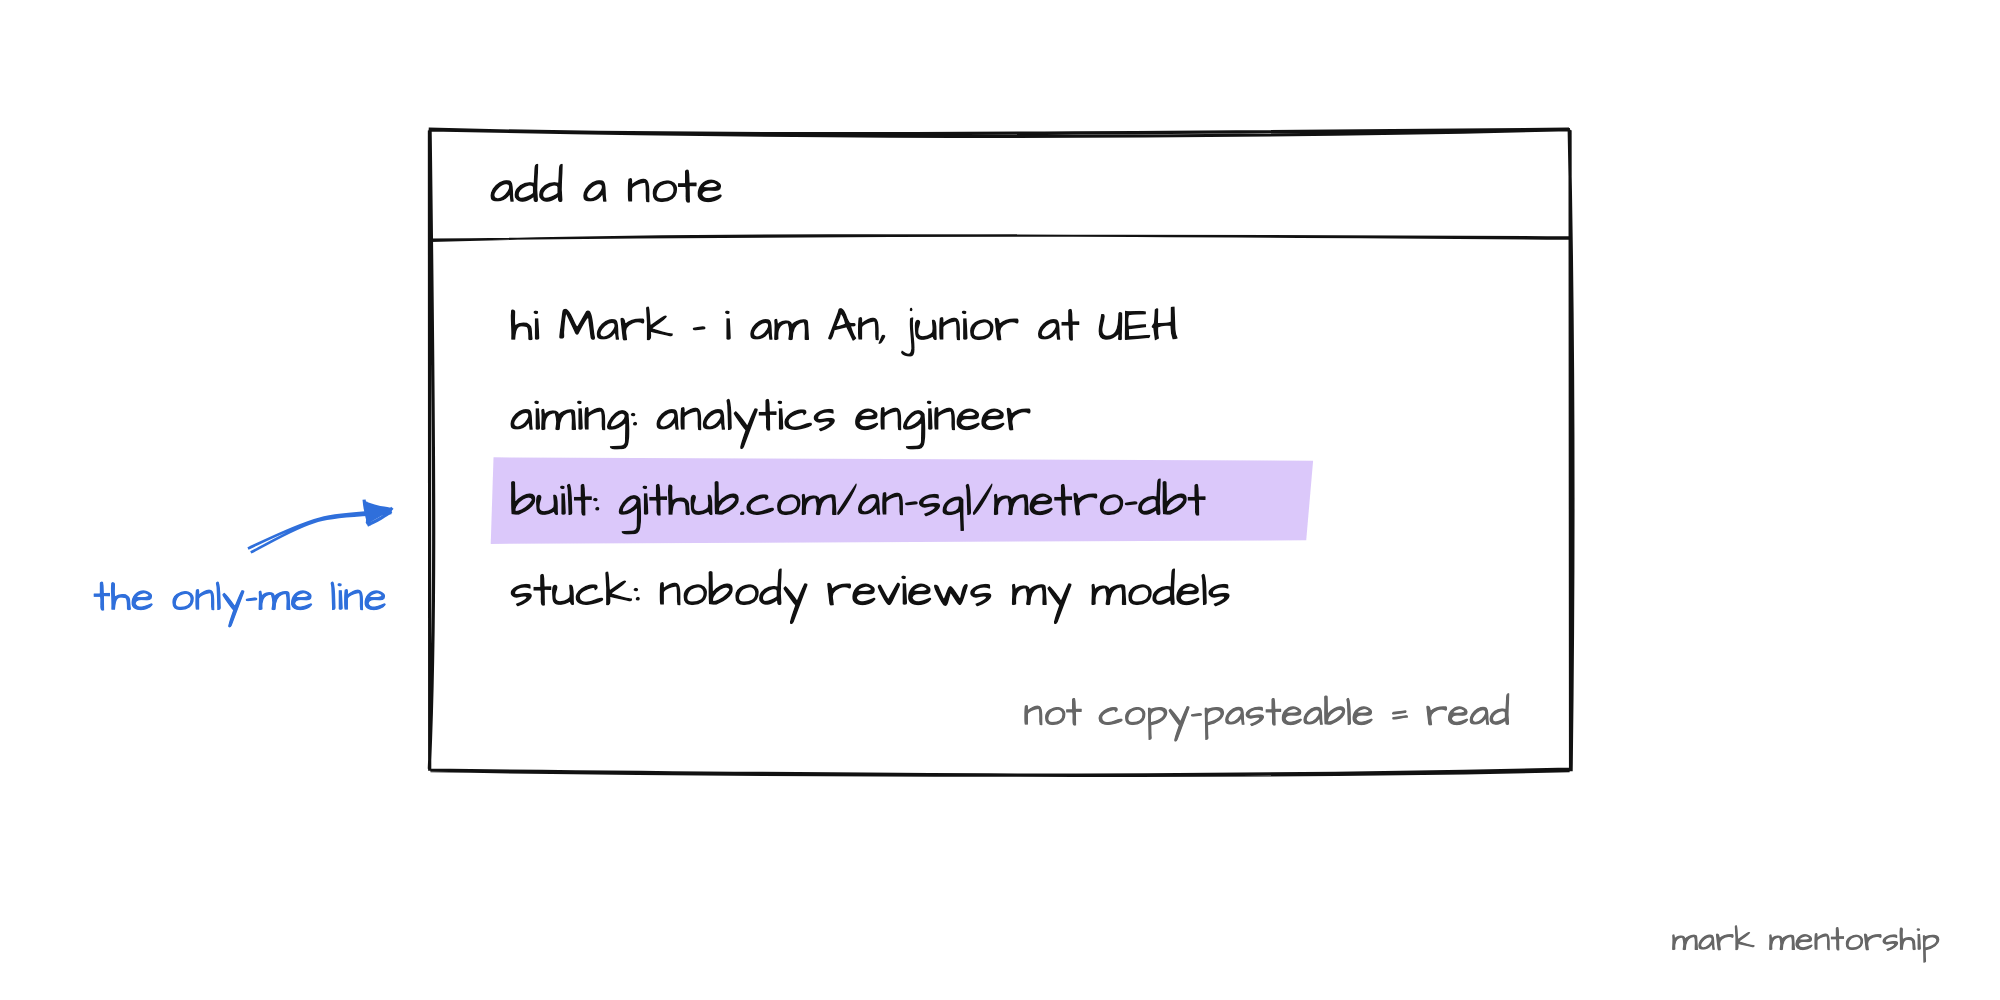 add a note
hi Mark - i am An, junior at UEH
aiming: analytics engineer
built: github.com/an-sql/metro-dbt
the only-me line
stuck: nobody reviews my models
not copy-pasteable = read
mark mentorship